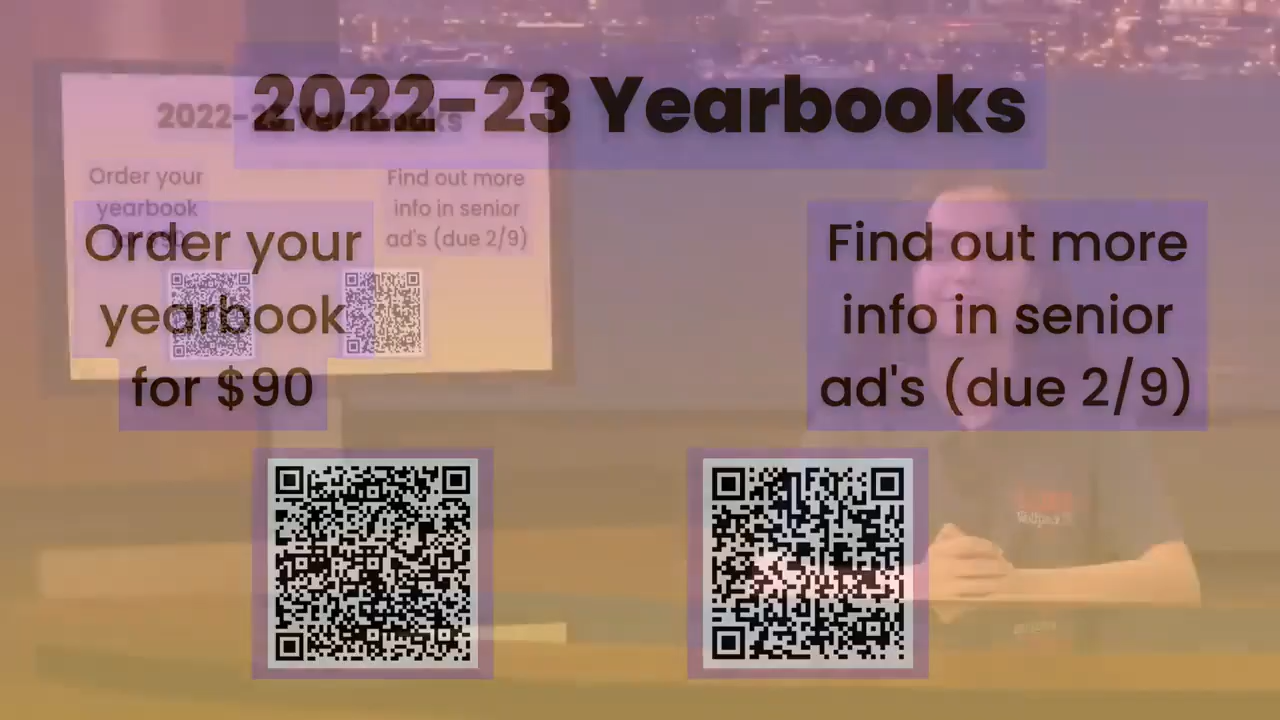 2022-23 Yearbooks
Order your
yearbook
for $90
Find out more
info in senior
ad's (due 2/9)
2022-23 Yearbooks
Order your
yearbook
Find out more
info in senior
ad's (due 2/9)